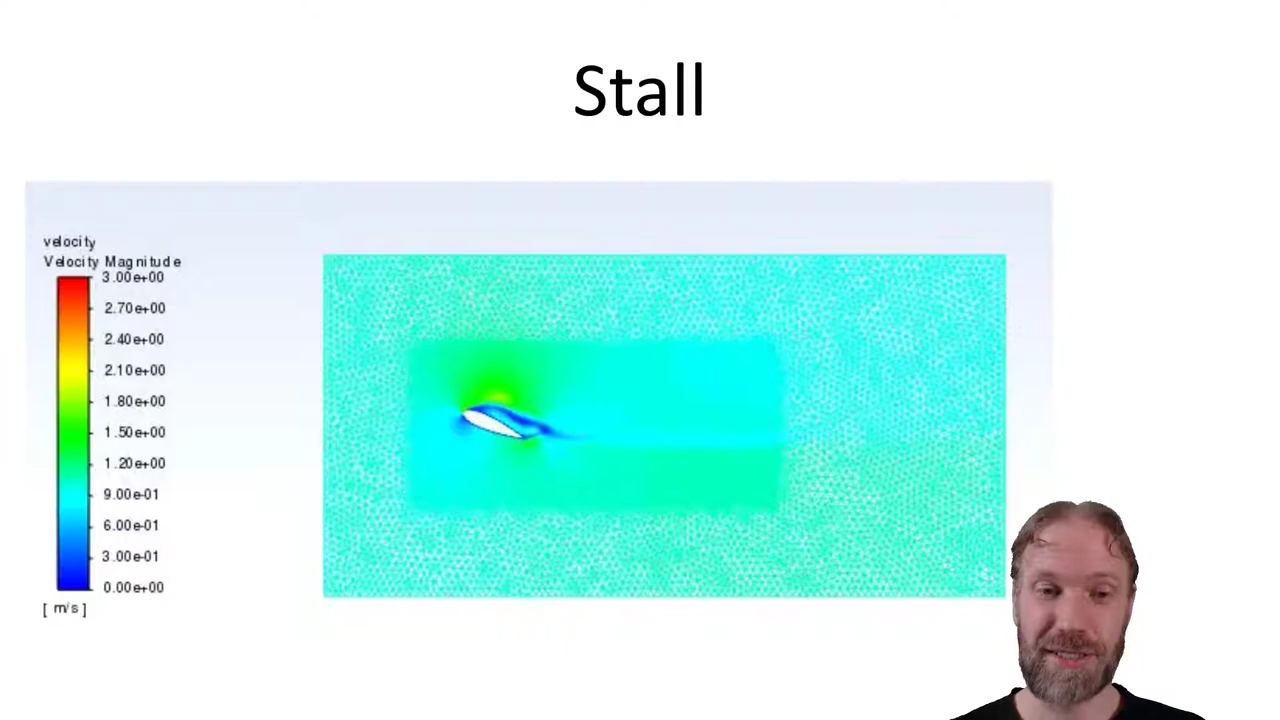 Stall
velocity
Velocity Magnitude
3.00e+00
2.70e+00
2.40e+00
2.10e+00
1.80e+00
1.50e+00
1.20e+00
9.00e-01
6.00e-01
3.00e-01
0.00e+00
[ m/s ]